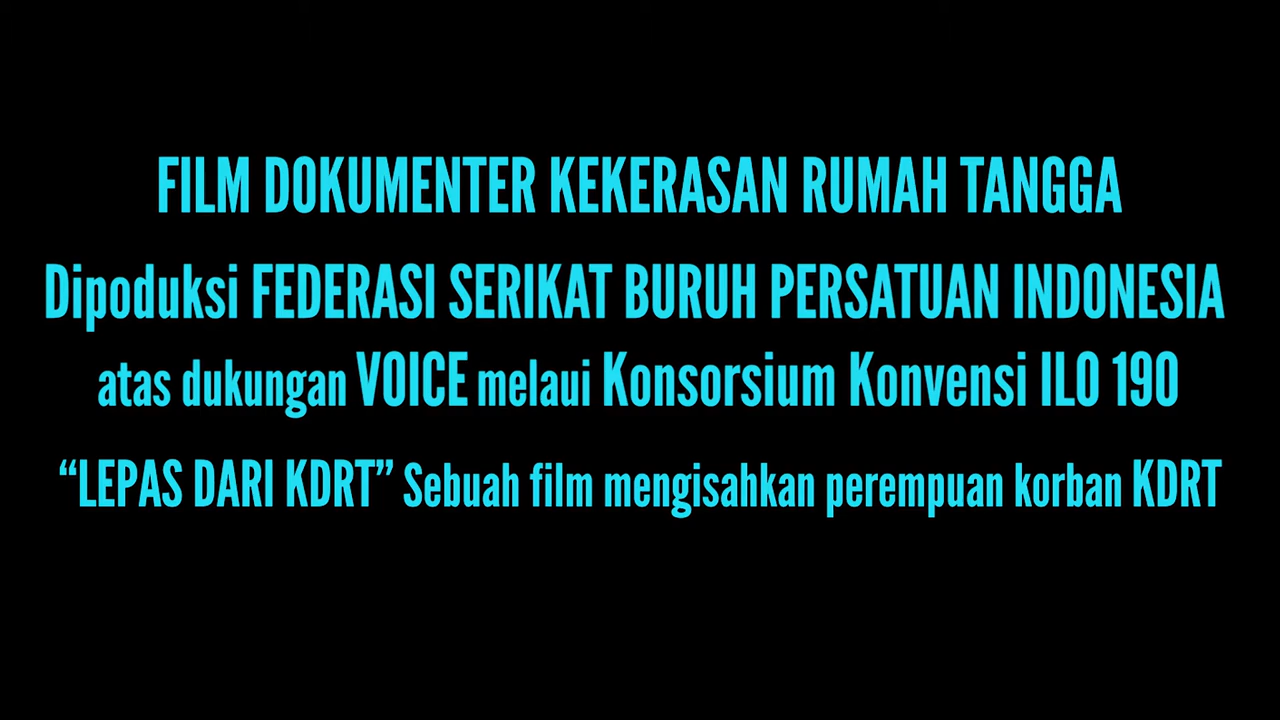 FILM DOKUMENTER KEKERASAN RUMAH TANGGA
Dipoduksi FEDERASI SERIKAT BURUH PERSATUAN INDONESIA
atas dukungan VOICE melaui Konsorsium Konvensi ILO 190
“LEPAS DARI KDRT” Sebuah film mengisahkan perempuan korban KDRT